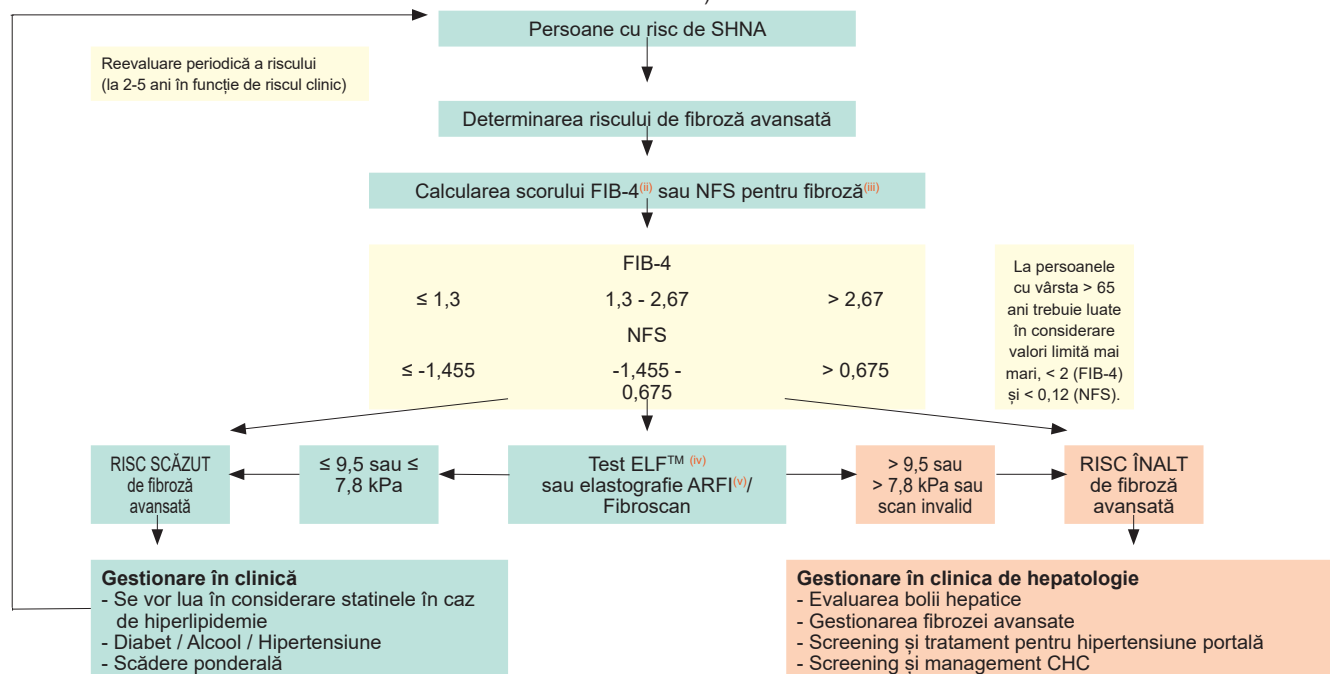 )
Persoane cu risc de SHNA
Reevaluare periodică a riscului
(la 2-5 ani în funcție de riscul clinic)
Determinarea riscului de fibroză avansată
Calcularea scorului FIB-4(ii) sau NFS pentru fibroză(iii)
FIB-4
≤ 1,3 1,3 - 2,67 > 2,67
NFS
≤ -1,455 -1,455 - > 0,675
0,675
La persoanele
cu vârsta > 65
ani trebuie luate
în considerare
valori limită mai
mari, < 2 (FIB-4)
și < 0,12 (NFS).
RISC SCĂZUT
de fibroză
avansată
≤ 9,5 sau ≤
7,8 kPa
Test ELF™ (iv)
sau elastografie ARFI(v)/
Fibroscan
> 9,5 sau
> 7,8 kPa sau
scan invalid
RISC ÎNALT
de fibroză
avansată
Gestionare în clinică
- Se vor lua în considerare statinele în caz
de hiperlipidemie
- Diabet / Alcool / Hipertensiune
- Scădere ponderală
Gestionare în clinica de hepatologie
- Evaluarea bolii hepatice
- Gestionarea fibrozei avansate
- Screening și tratament pentru hipertensiune portală
- Screening și management CHC